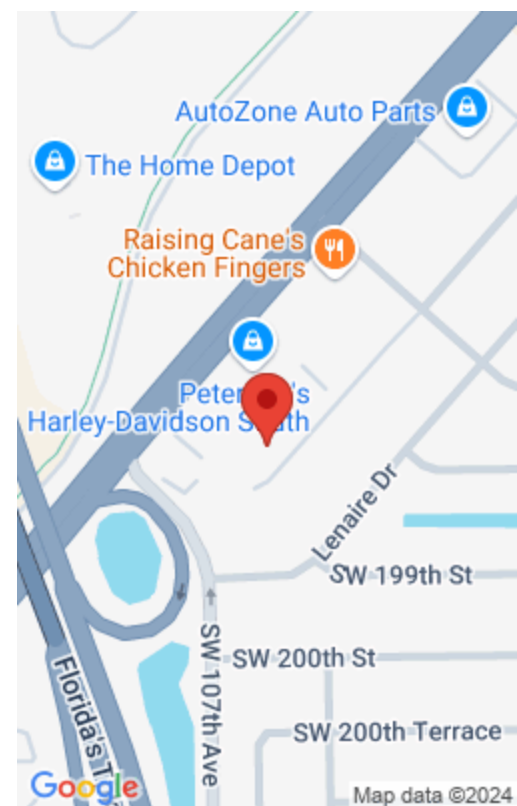 AutoZone Auto Parts
The Home Depot
Raising Cane's
Chicken Fingers
Harley-Davidson
Lenaire Dr
SW 199th St
SW 200th St
SW 107th Ave
SW 200th Terrace
Florida's
Google
Map data ©2024